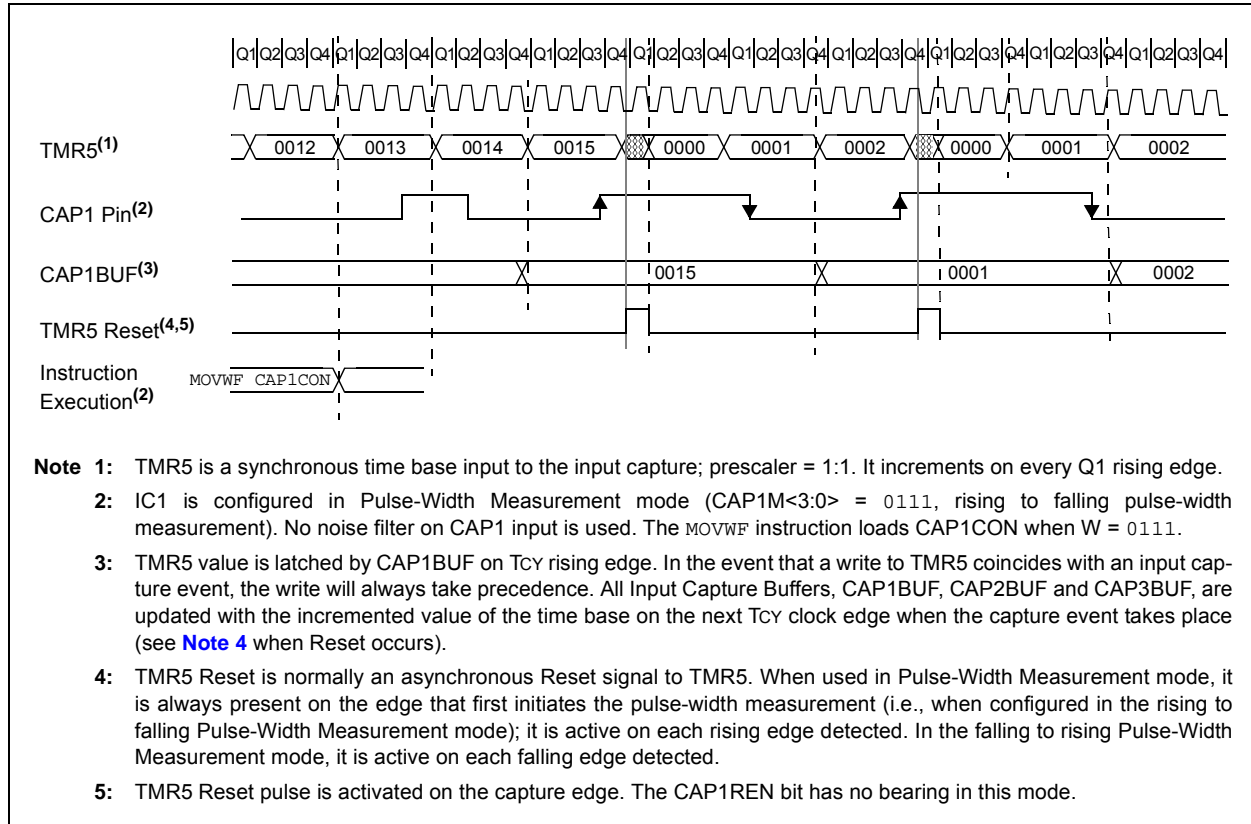 Q1 Q2 Q3 Q4 Q1 Q2 Q3 Q4 Q1 Q2 Q3 Q4 Q1 Q2 Q3 Q4 Q1 Q2 Q3 Q4 Q1 Q2 Q3 Q4 Q1 Q2 Q3 Q4 Q1 Q2 Q3 Q4 Q1 Q2 Q3 Q4 Q1 Q2 Q3 Q4
TMR5(1) 0012 0013 0014 0015 0000 0001 0002 0000 0001 0002
CAP1 Pin(2)
CAP1BUF(3) 0015 0001 0002
TMR5 Reset(4,5)
Instruction
Execution(2) MOVWF CAP1CON
Note 1: TMR5 is a synchronous time base input to the input capture; prescaler = 1:1. It increments on every Q1 rising edge.
2: IC1 is configured in Pulse-Width Measurement mode (CAP1M<3:0> = 0111, rising to falling pulse-width
measurement). No noise filter on CAP1 input is used. The MOVWF instruction loads CAP1CON when W = 0111.
3: TMR5 value is latched by CAP1BUF on TCY rising edge. In the event that a write to TMR5 coincides with an input cap-
ture event, the write will always take precedence. All Input Capture Buffers, CAP1BUF, CAP2BUF and CAP3BUF, are
updated with the incremented value of the time base on the next TCY clock edge when the capture event takes place
(see Note 4 when Reset occurs).
4: TMR5 Reset is normally an asynchronous Reset signal to TMR5. When used in Pulse-Width Measurement mode, it
is always present on the edge that first initiates the pulse-width measurement (i.e., when configured in the rising to
falling Pulse-Width Measurement mode); it is active on each rising edge detected. In the falling to rising Pulse-Width
Measurement mode, it is active on each falling edge detected.
5: TMR5 Reset pulse is activated on the capture edge. The CAP1REN bit has no bearing in this mode.